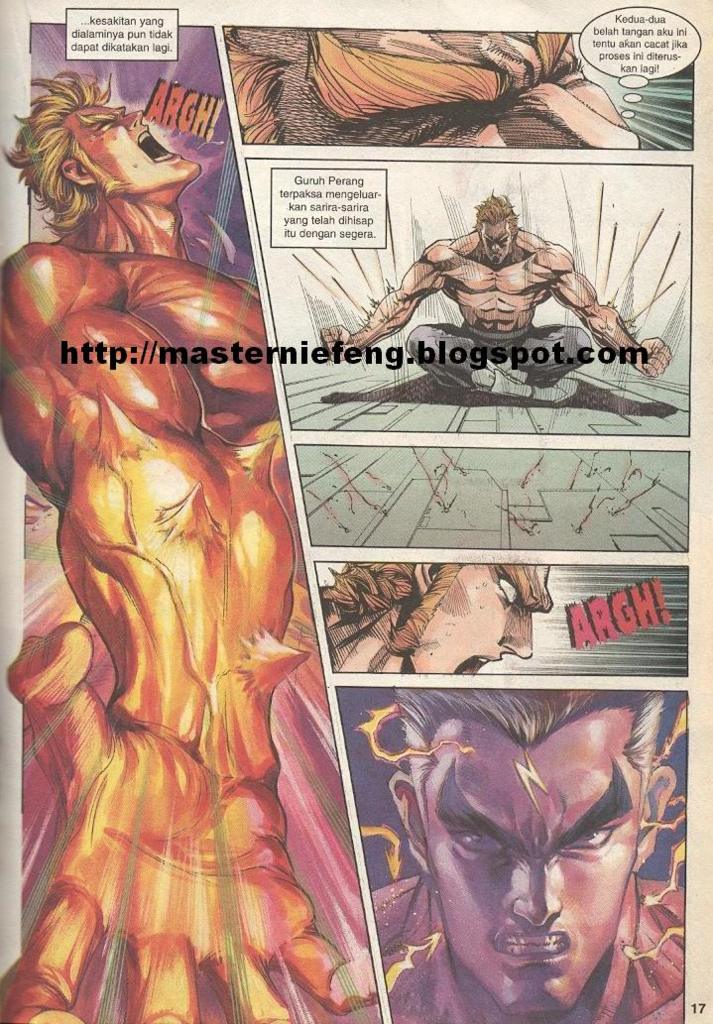 ...kesakitan yang
dialaminya pun tidak
dapat dikatakan lagi.
ARGH!
Kedua-dua
belah tangan aku ini
tentu akan cacat jika
proses ini diterus-
kan lagi!
Guruh Perang
terpaksa mengeluar-
kan sarira-sarira
yang telah dihisap
itu dengan segera.
http://masterniefeng.blogspot.com
ARGH!
17